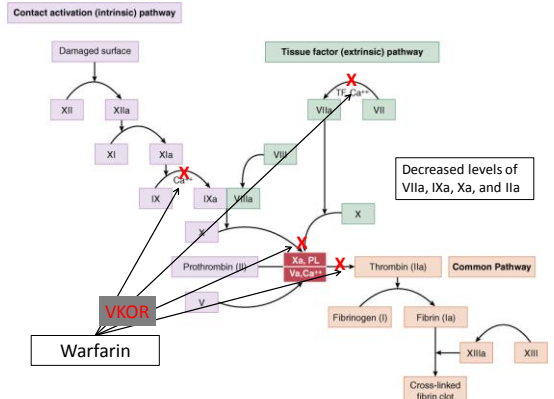 Contact activation (intrinsic) pathway
Damaged surface
Tissue factor (extrinsic) pathway
X
TF,Ca++
XII
XIIa
VIIa
VII
XI
XIa
VIII
X
Ca++
IX
IXa
VIIIa
Decreased levels of
VIIa, IXa, Xa, and IIa
X
X
X
Prothrombin (II)
Xa, PL
Va,Ca++
X
Thrombin (IIa)
Common Pathway
V
VKOR
Warfarin
Fibrinogen (I)
Fibrin (Ia)
XIIIa
XIII
Cross-linked
fibrin clot